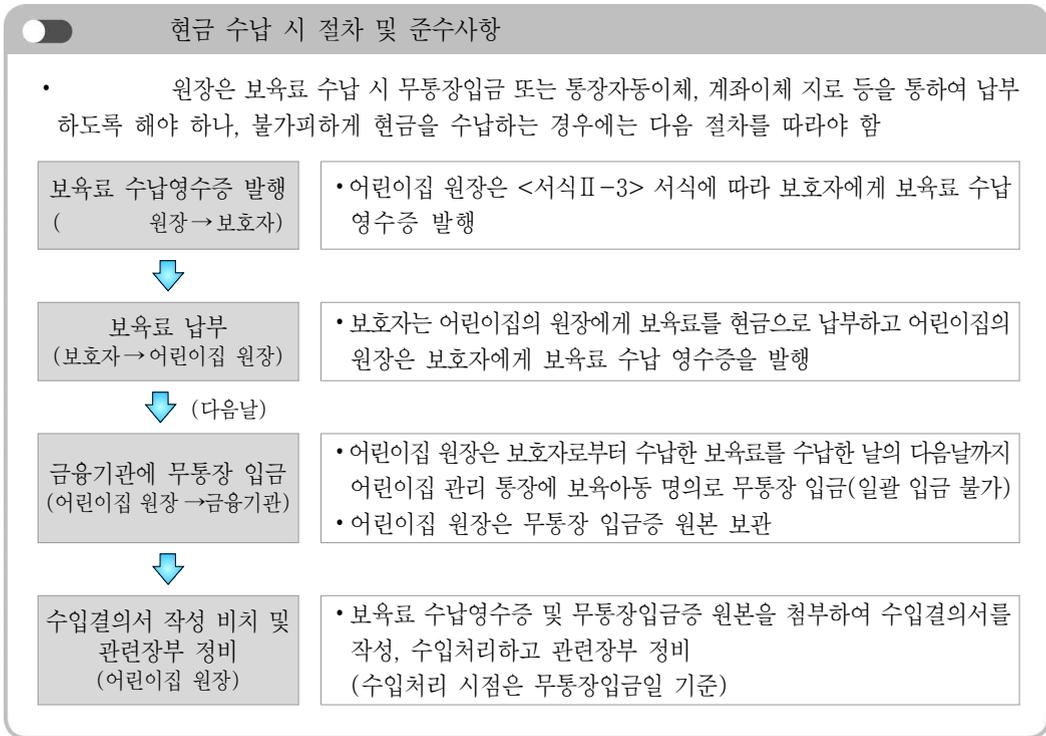 현금 수납 시 절차 및 준수사항
• 원장은 보육료 수납 시 무통장입금 또는 통장자동이체, 계좌이체 지로 등을 통하여 납부
하도록 해야 하나, 불가피하게 현금을 수납하는 경우에는 다음 절차를 따라야 함
보육료 수납영수증 발행
( 원장→보호자)
• 어린이집 원장은 <서식Ⅱ-3> 서식에 따라 보호자에게 보육료 수납
영수증 발행
보육료 납부
(보호자→어린이집 원장)
• 보호자는 어린이집의 원장에게 보육료를 현금으로 납부하고 어린이집의
원장은 보호자에게 보육료 수납 영수증을 발행
(다음날)
금융기관에 무통장 입금
(어린이집 원장→금융기관)
• 어린이집 원장은 보호자로부터 수납한 보육료를 수납한 날의 다음날까지
어린이집 관리 통장에 보육아동 명의로 무통장 입금(일괄 입금 불가)
• 어린이집 원장은 무통장 입금증 원본 보관
수입결의서 작성 비치 및
관련장부 정비
(어린이집 원장)
• 보육료 수납영수증 및 무통장입금증 원본을 첨부하여 수입결의서를
작성, 수입처리하고 관련장부 정비
(수입처리 시점은 무통장입금일 기준)